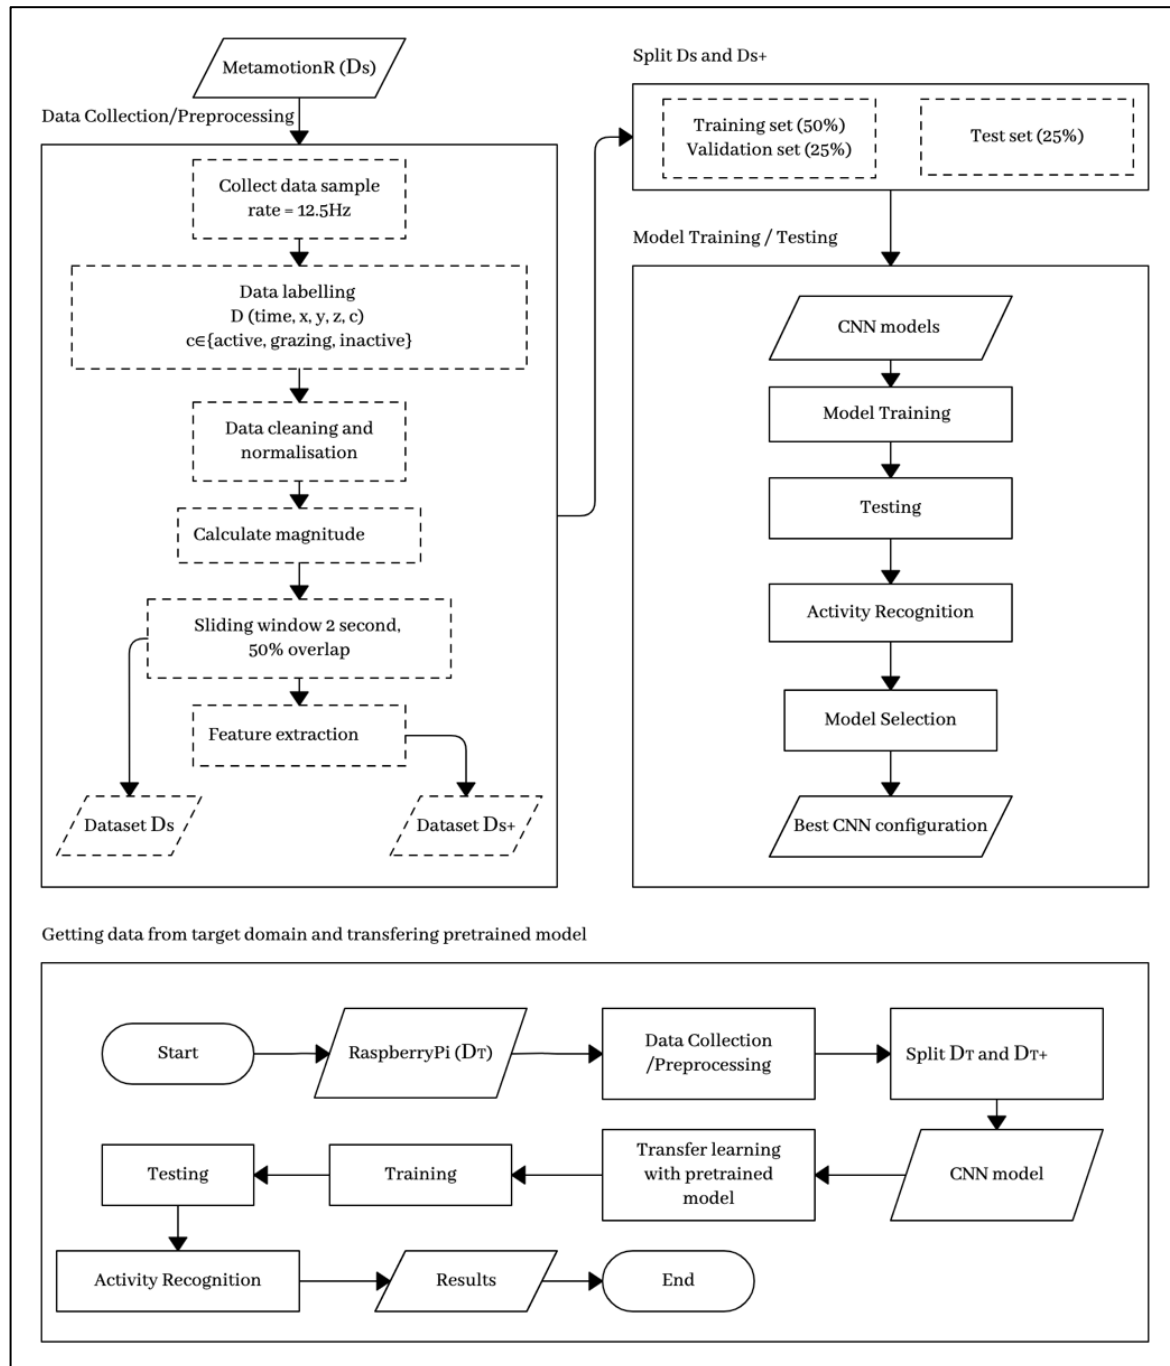 MetamotionR (Ds)
Data Collection/Preprocessing
Collect data sample
rate = 12.5Hz
Data labelling
D (time, x, y, z, c)
c∈{active, grazing, inactive}
Data cleaning and
normalisation
Calculate magnitude
Sliding window 2 second,
50% overlap
Feature extraction
Dataset Ds
Dataset Ds+
Split Ds and Ds+
Training set (50%)
Validation set (25%)
Test set (25%)
Model Training / Testing
CNN models
Model Training
Testing
Activity Recognition
Model Selection
Best CNN configuration
Getting data from target domain and transfering pretrained model
Start
RaspberryPi (DT)
Data Collection
/Preprocessing
Split DT and DT+
CNN model
Transfer learning
with pretrained
model
Training
Testing
Activity Recognition
Results
End